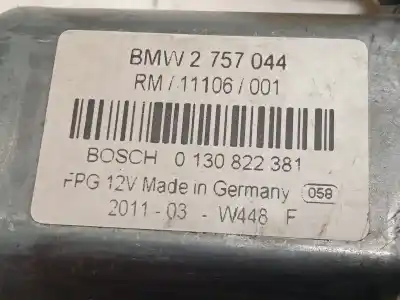 BMW 2 757 044
RM / 11106 / 001
BOSCH 0 130 822 381
FPG 12V Made in Germany 058
2011 - 03 - W448 F